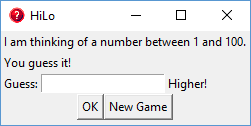 HiLo
I am thinking of a number between 1 and 100.
You guess it!
Guess: Higher!
OK New Game